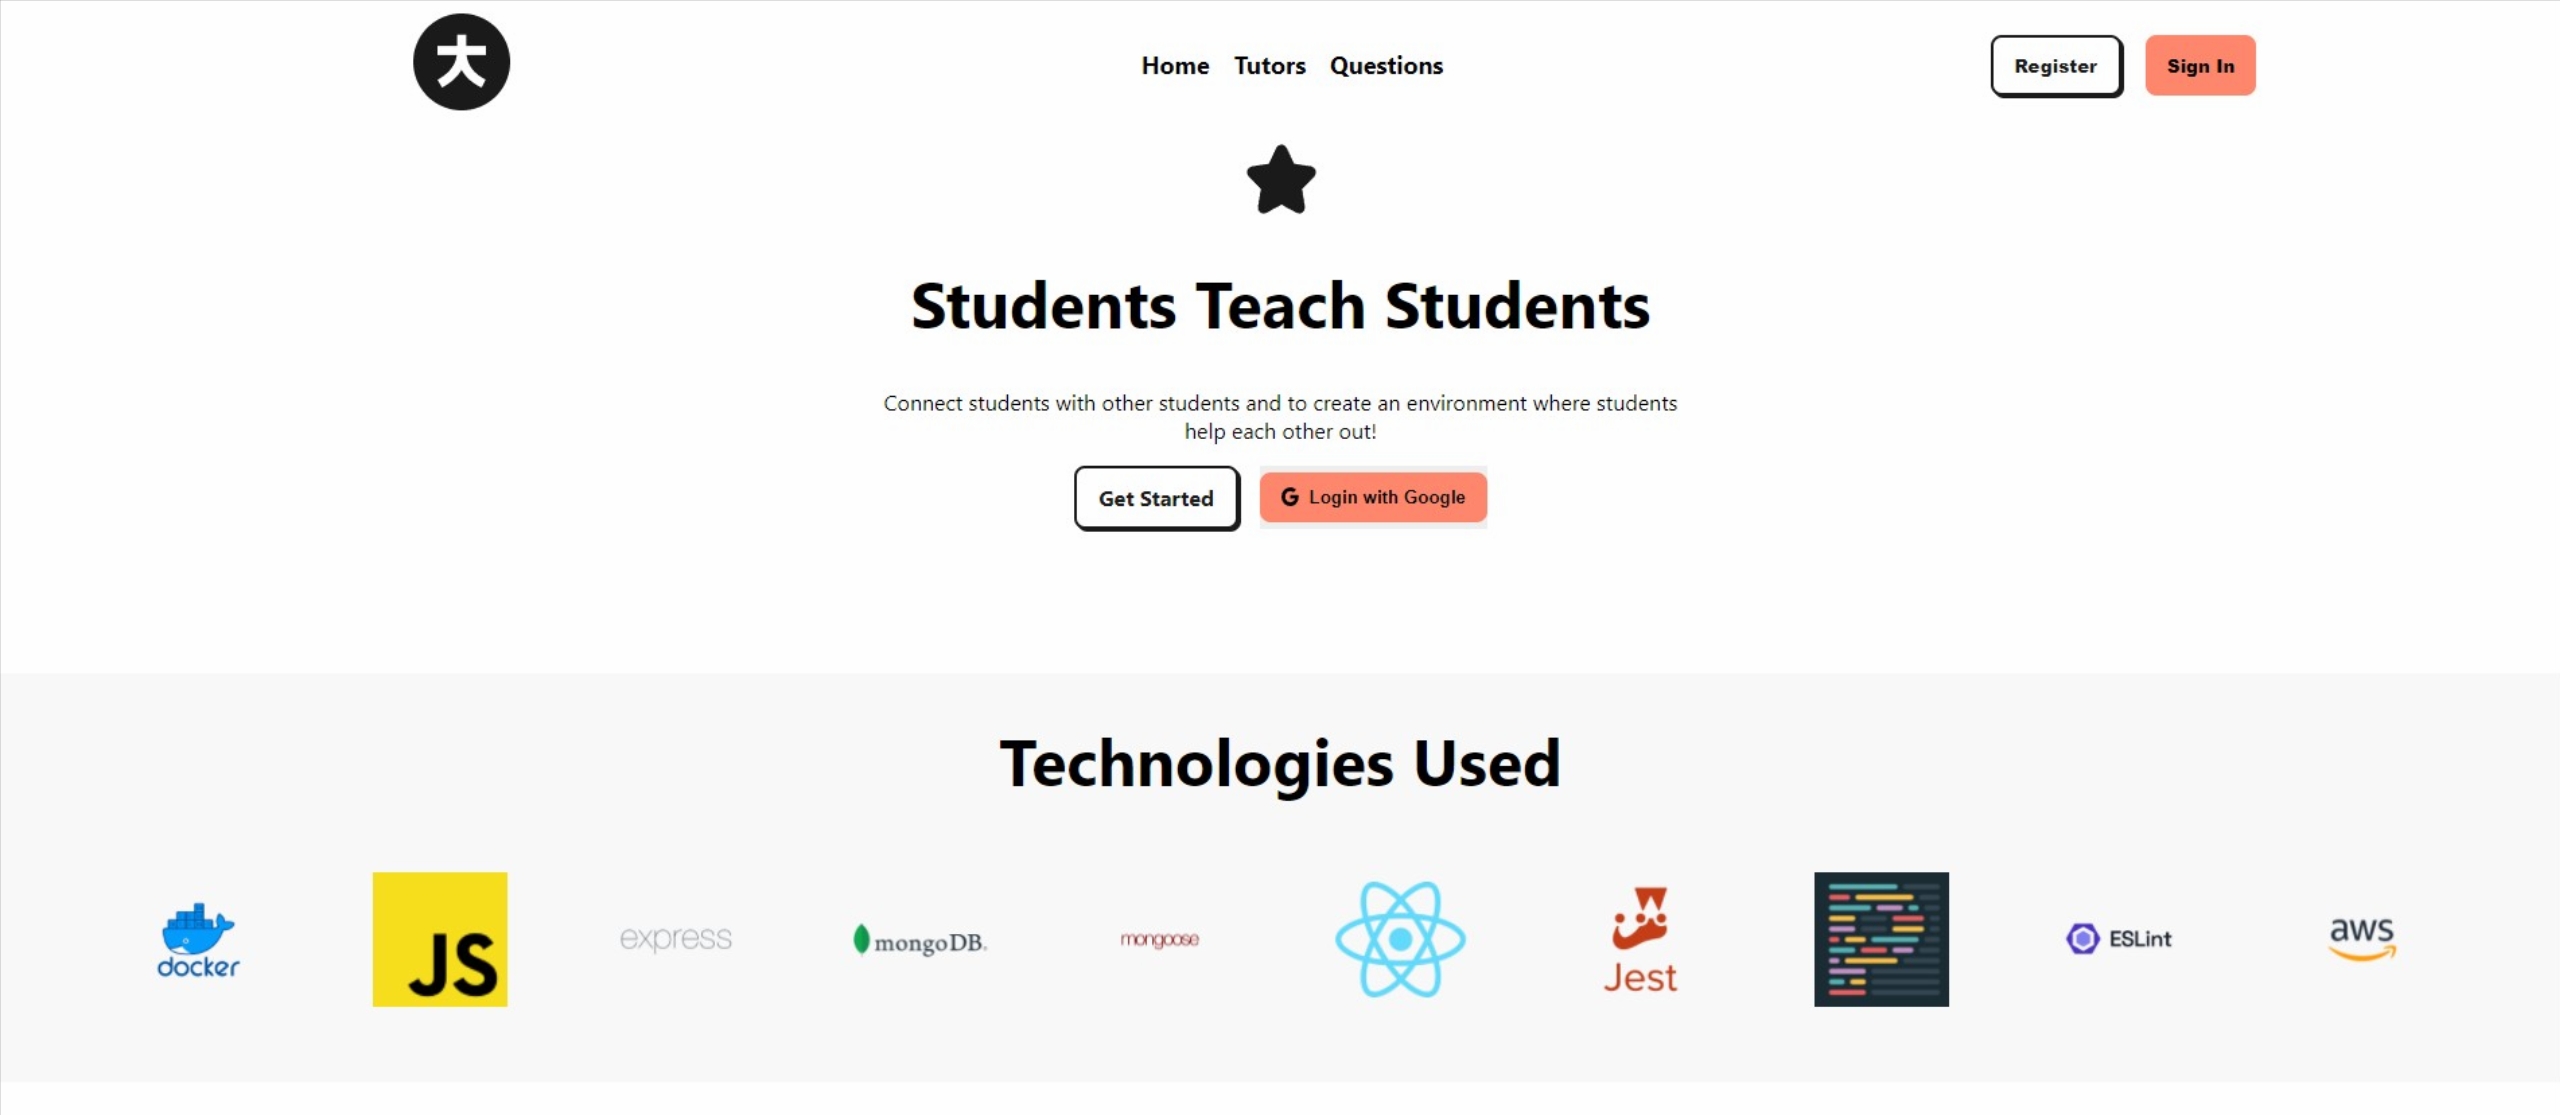 大
Home Tutors Questions
Register
Sign In
Students Teach Students
Connect students with other students and to create an environment where students
help each other out!
Get Started
G Login with Google
Technologies Used
docker
JS
express
mongoDB.
mongoose
Jest
ESLint
aws